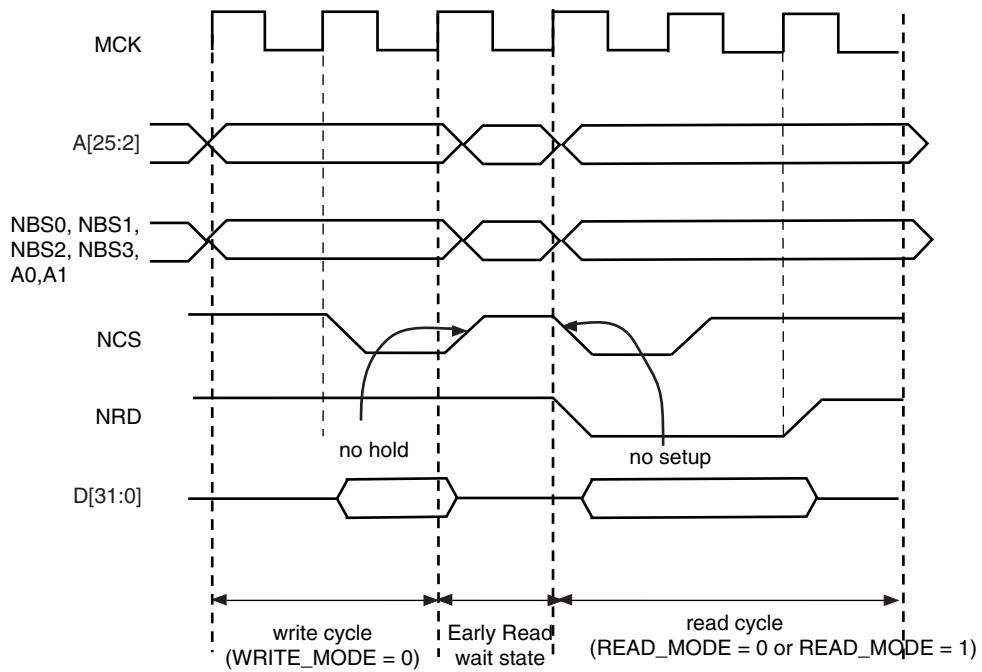 MCK
A[25:2]
NBS0, NBS1,
NBS2, NBS3,
A0,A1
NCS
NRD
no hold
no setup
D[31:0]
write cycle
(WRITE_MODE = 0)
Early Read
wait state
read cycle
(READ_MODE = 0 or READ_MODE = 1)